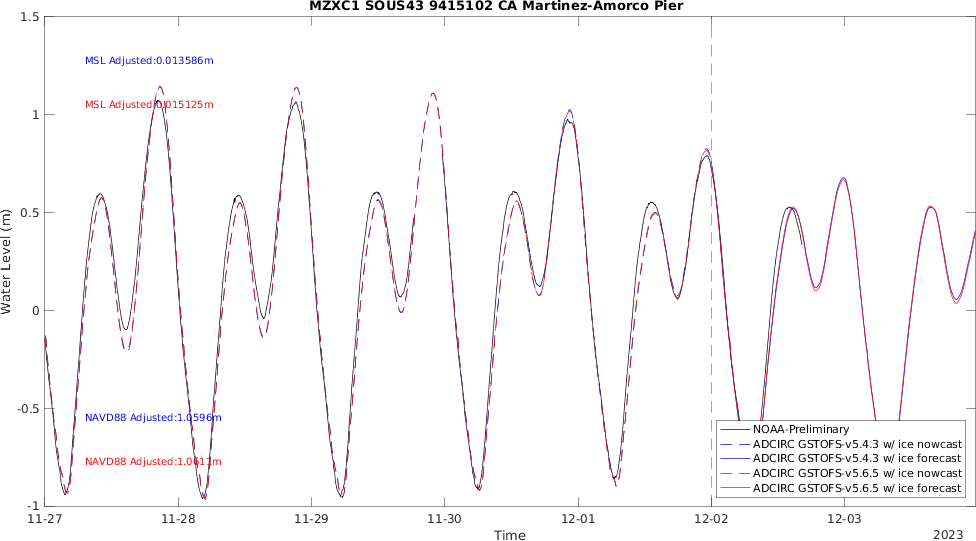 MZXC1 SOUS43 9415102 CA Martinez-Amorco Pier
1.5
1
0.5
0
-0.5
-1
Water Level (m)
MSL Adjusted:0.013586m
MSL Adjusted:0.015125m
NAVD88 Adjusted:1.0596m
NAVD88 Adjusted:1.0611m
NOAA-Preliminary
ADCIRC GSTOFS-v5.4.3 w/ ice nowcast
ADCIRC GSTOFS-v5.4.3 w/ ice forecast
ADCIRC GSTOFS-v5.6.5 w/ ice nowcast
ADCIRC GSTOFS-v5.6.5 w/ ice forecast
11-27 11-28 11-29 11-30 12-01 12-02 12-03
Time
2023